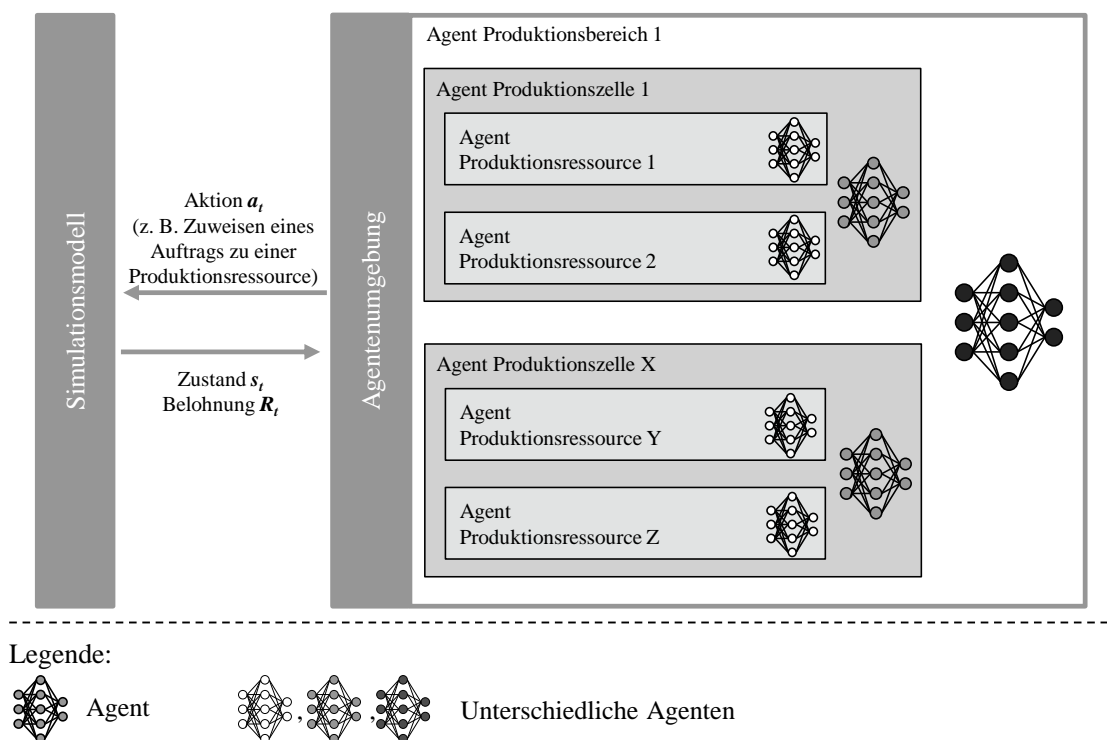 Simulationsmodell
Aktion a_t
(z. B. Zuweisen eines
Auftrags zu einer
Produktionsressource)
Zustand s_t
Belohnung R_t
Agentenumgebung
Agent Produktionsbereich 1
Agent Produktionszelle 1
Agent
Produktionsressource 1
Agent
Produktionsressource 2
Agent Produktionszelle X
Agent
Produktionsressource Y
Agent
Produktionsressource Z
Legende:
Agent
, , Unterschiedliche Agenten